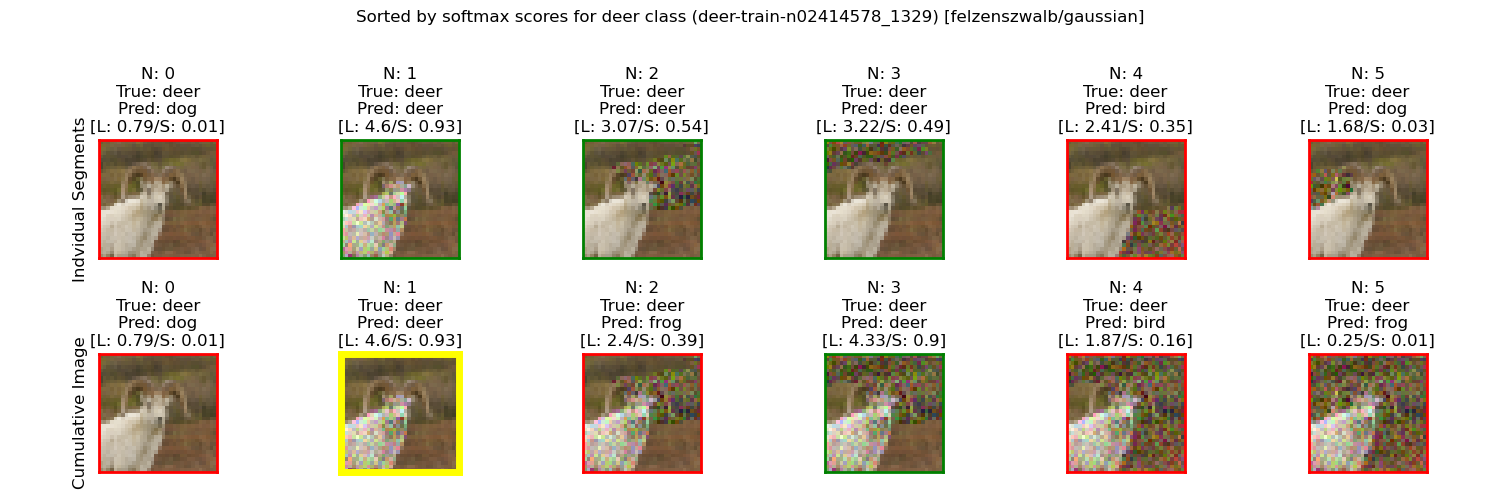 Sorted by softmax scores for deer class (deer-train-n02414578_1329) [felzenszwalb/gaussian]
Indvidual Segments
N: 0
True: deer
Pred: dog
[L: 0.79/S: 0.01]
N: 1
True: deer
Pred: deer
[L: 4.6/S: 0.93]
N: 2
True: deer
Pred: deer
[L: 3.07/S: 0.54]
N: 3
True: deer
Pred: deer
[L: 3.22/S: 0.49]
N: 4
True: deer
Pred: bird
[L: 2.41/S: 0.35]
N: 5
True: deer
Pred: dog
[L: 1.68/S: 0.03]
Cumulative Image
N: 0
True: deer
Pred: dog
[L: 0.79/S: 0.01]
N: 1
True: deer
Pred: deer
[L: 4.6/S: 0.93]
N: 2
True: deer
Pred: frog
[L: 2.4/S: 0.39]
N: 3
True: deer
Pred: deer
[L: 4.33/S: 0.9]
N: 4
True: deer
Pred: bird
[L: 1.87/S: 0.16]
N: 5
True: deer
Pred: frog
[L: 0.25/S: 0.01]